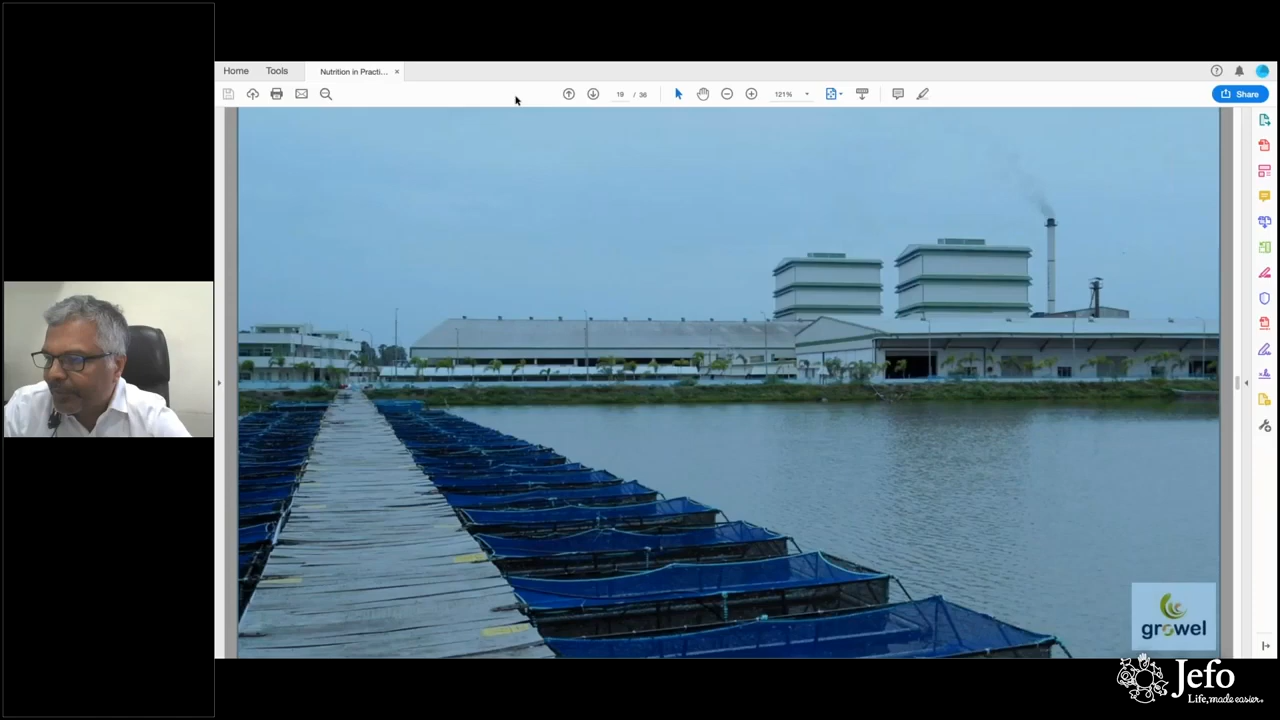 Home Tools Nutrition in Practi... ×
19 / 36 121% Share
growel
Jefo
Life, made easier.